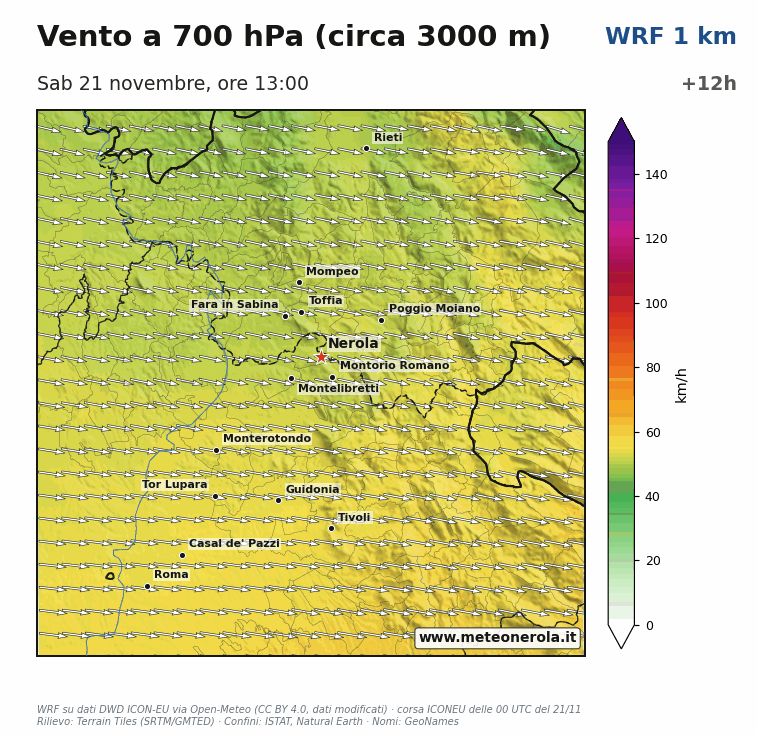 Vento a 700 hPa (circa 3000 m)
WRF 1 km
Sab 21 novembre, ore 13:00
+12h
Rieti
Mompeo
Fara in Sabina
Toffia
Poggio Moiano
Nerola
Montorio Romano
Montelibretti
Monterotondo
Tor Lupara
Guidonia
Tivoli
Casal de' Pazzi
Roma
www.meteonerola.it
140
120
100
80
60
40
20
0
km/h
WRF su dati DWD ICON-EU via Open-Meteo (CC BY 4.0, dati modificati) · corsa ICONEU delle 00 UTC del 21/11
Rilievo: Terrain Tiles (SRTM/GMTED) · Confini: ISTAT, Natural Earth · Nomi: GeoNames